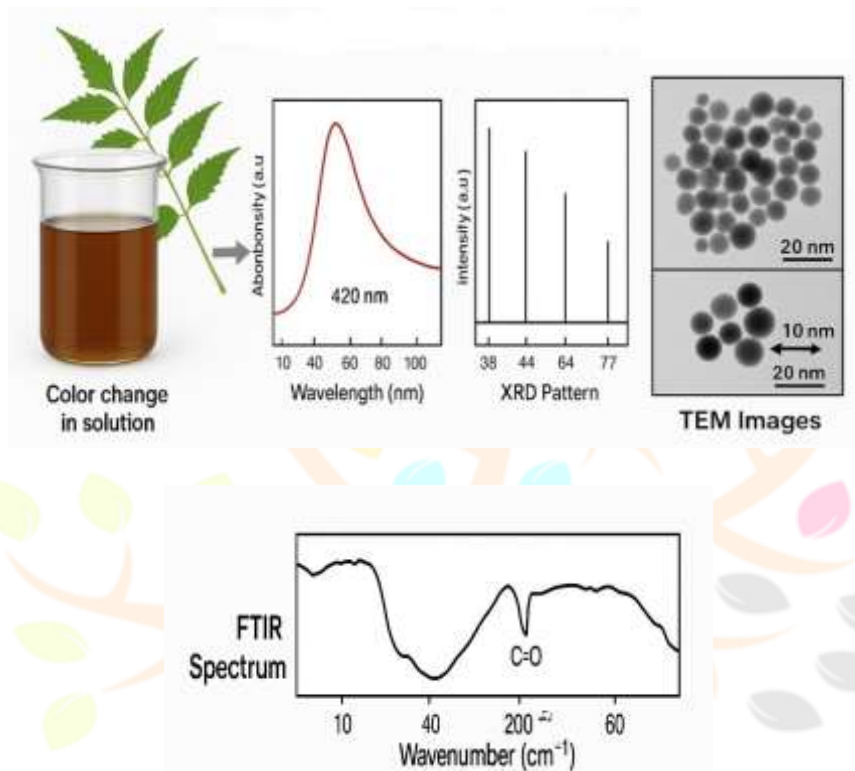 Abonbonsity (a.u
420 nm
10 40 60 80 100
Wavelength (nm)
Intensity (a.u)
38 44 64 77
XRD Pattern
20 nm
10 nm
20 nm
TEM Images
Color change
in solution
FTIR
Spectrum
C=O
10 40 200 60
Wavenumber (cm⁻¹)